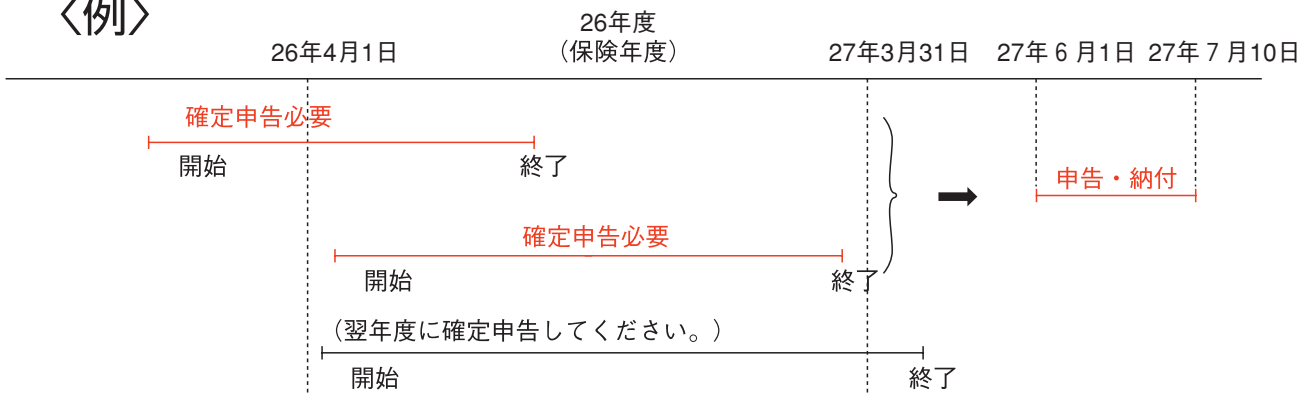 〈例〉
26年度
(保険年度)
26年4月1日
27年3月31日
27年6月1日
27年7月10日
確定申告必要
開始
終了
申告・納付
確定申告必要
開始
終了
(翌年度に確定申告してください。)
開始
終了